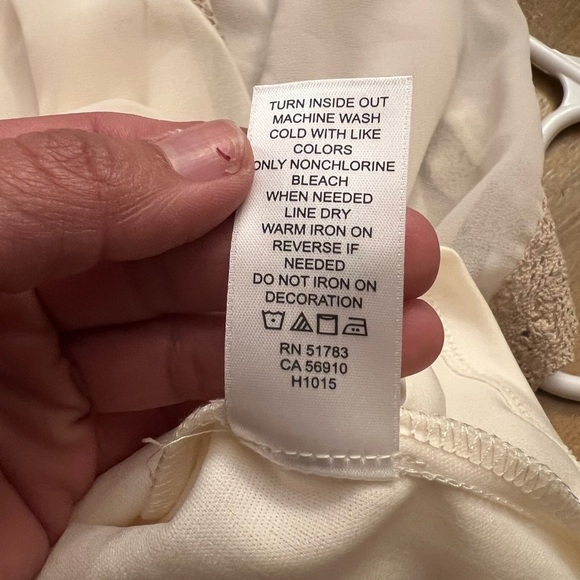 TURN INSIDE OUT
MACHINE WASH
COLD WITH LIKE
COLORS
ONLY NONCHLORINE
BLEACH
WHEN NEEDED
LINE DRY
WARM IRON ON
REVERSE IF
NEEDED
DO NOT IRON ON
DECORATION
RN 51783
CA 56910
H1015